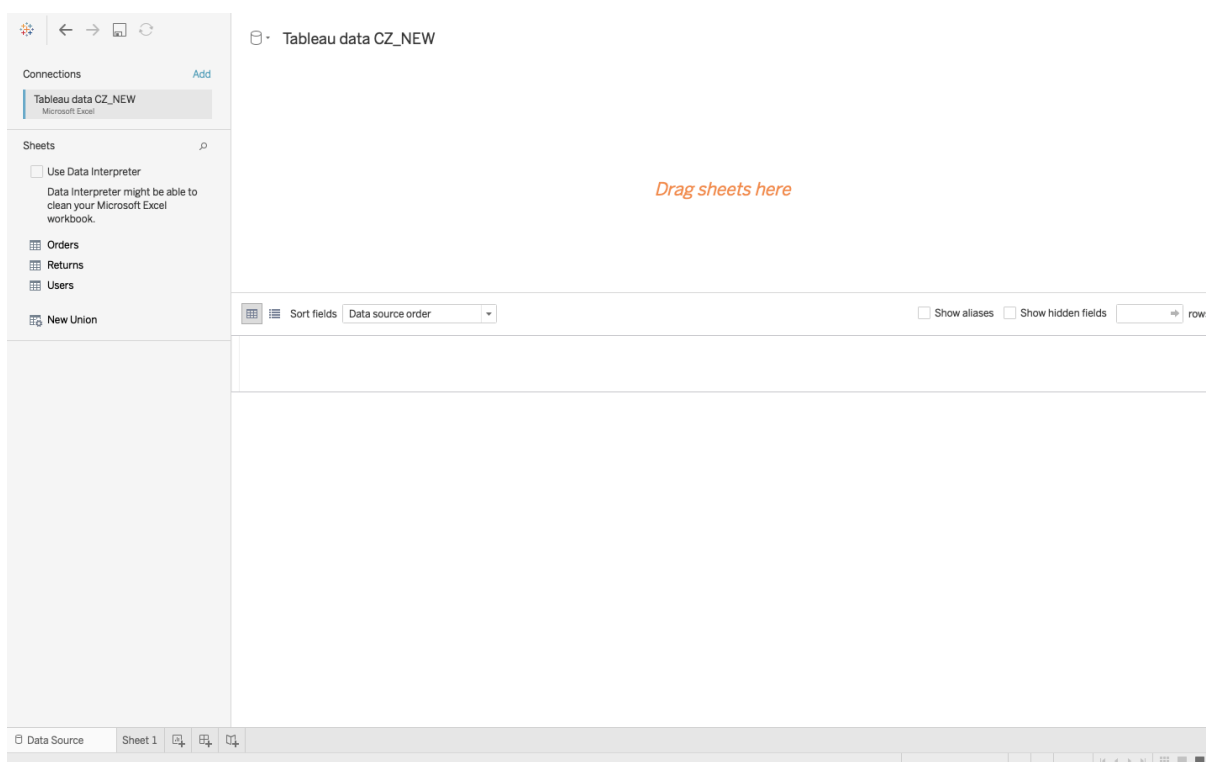 Tableau data CZ_NEW
Connections
Add
Tableau data CZ_NEW
Microsoft Excel
Sheets
Use Data Interpreter
Data Interpreter might be able to
clean your Microsoft Excel
workbook.
Orders
Returns
Users
New Union
Drag sheets here
Sort fields Data source order
Show aliases Show hidden fields rows
Data Source Sheet 1